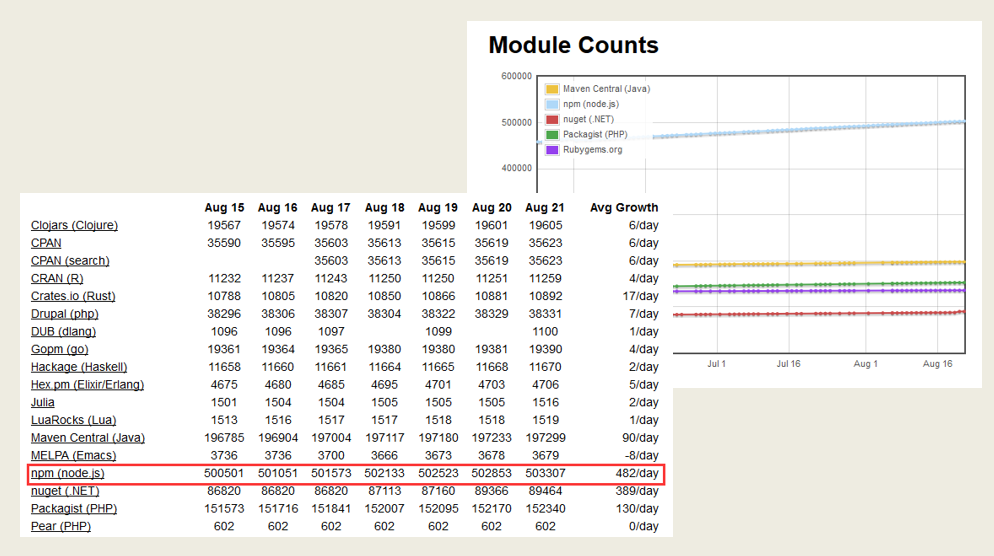 Module Counts
600000
500000
400000
Maven Central (Java)
npm (node.js)
nuget (.NET)
Packagist (PHP)
Rubygems.org
Jul 1 Jul 16 Aug 1 Aug 16
Aug 15 Aug 16 Aug 17 Aug 18 Aug 19 Aug 20 Aug 21 Avg Growth
Clojars (Clojure) 19567 19574 19578 19591 19599 19601 19605 6/day
CPAN 35590 35595 35603 35613 35615 35619 35623 6/day
CPAN (search) 35603 35613 35615 35619 35623 6/day
CRAN (R) 11232 11237 11243 11250 11250 11251 11259 4/day
Crates.io (Rust) 10788 10805 10820 10850 10866 10881 10892 17/day
Drupal (php) 38296 38306 38307 38304 38322 38329 38331 7/day
DUB (dlang) 1096 1096 1097 1099 1100 1/day
Gopm (go) 19361 19364 19365 19380 19380 19381 19390 4/day
Hackage (Haskell) 11658 11660 11661 11664 11665 11668 11670 2/day
Hex.pm (Elixir/Erlang) 4675 4680 4685 4695 4701 4703 4706 5/day
Julia 1501 1504 1504 1505 1505 1505 1516 2/day
LuaRocks (Lua) 1513 1516 1517 1517 1518 1518 1519 1/day
Maven Central (Java) 196785 196904 197004 197117 197180 197233 197299 90/day
MELPA (Emacs) 3736 3736 3700 3666 3673 3678 3679 -8/day
npm (node.js) 500501 501051 501573 502133 502523 502853 503307 482/day
nuget (.NET) 86820 86820 86820 87113 87160 89366 89464 389/day
Packagist (PHP) 151573 151716 151841 152007 152095 152170 152340 130/day
Pear (PHP) 602 602 602 602 602 602 602 0/day